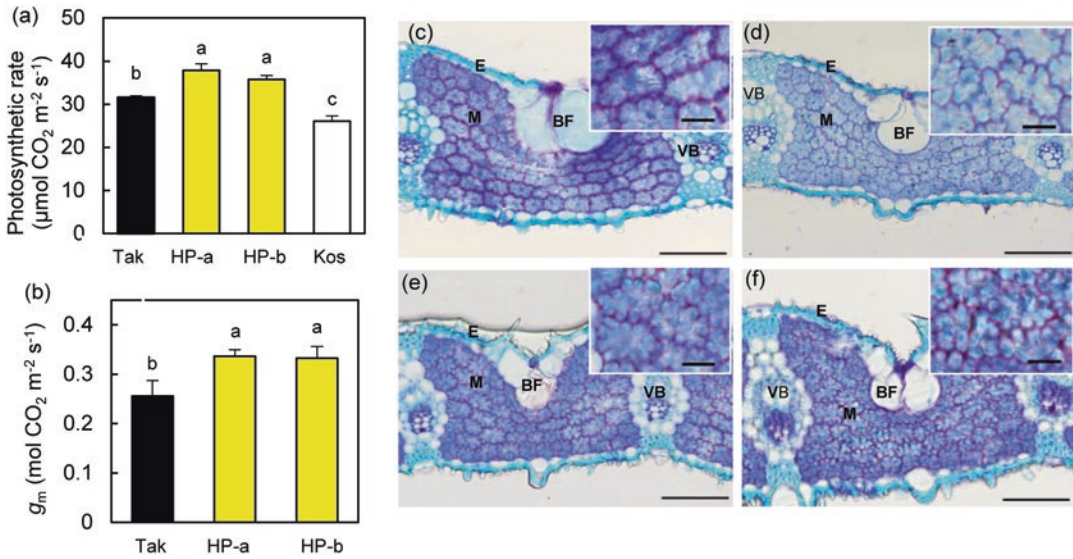 (a)
50
40
30
20
10
0
Photosynthetic rate
(μmol CO2 m-2 s-1)
b
a
a
c
Tak HP-a HP-b Kos
(b)
0.4
0.3
0.2
0.1
0
gm (mol CO2 m-2 s-1)
b
a
a
Tak HP-a HP-b
(c)
E
M
BF
VB
(d)
E
VB
M
BF
(e)
E
M
BF
VB
(f)
E
VB
BF
M